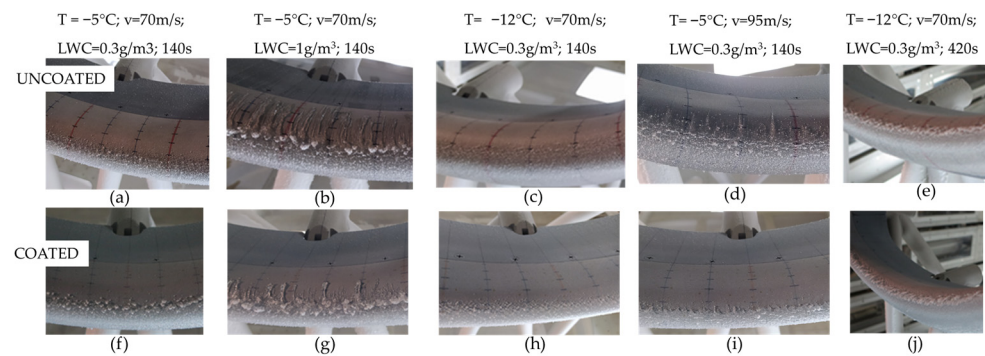 T = −5°C; v=70m/s;
LWC=0.3g/m3; 140s
T= −5°C; v=70m/s;
LWC=1g/m³; 140s
T= −12°C; v=70m/s;
LWC=0.3g/m³; 140s
T= −5°C; v=95m/s;
LWC=0.3g/m³; 140s
T= −12°C; v=70m/s;
LWC=0.3g/m³; 420s
UNCOATED
(a)
(b)
(c)
(d)
(e)
COATED
(f)
(g)
(h)
(i)
(j)